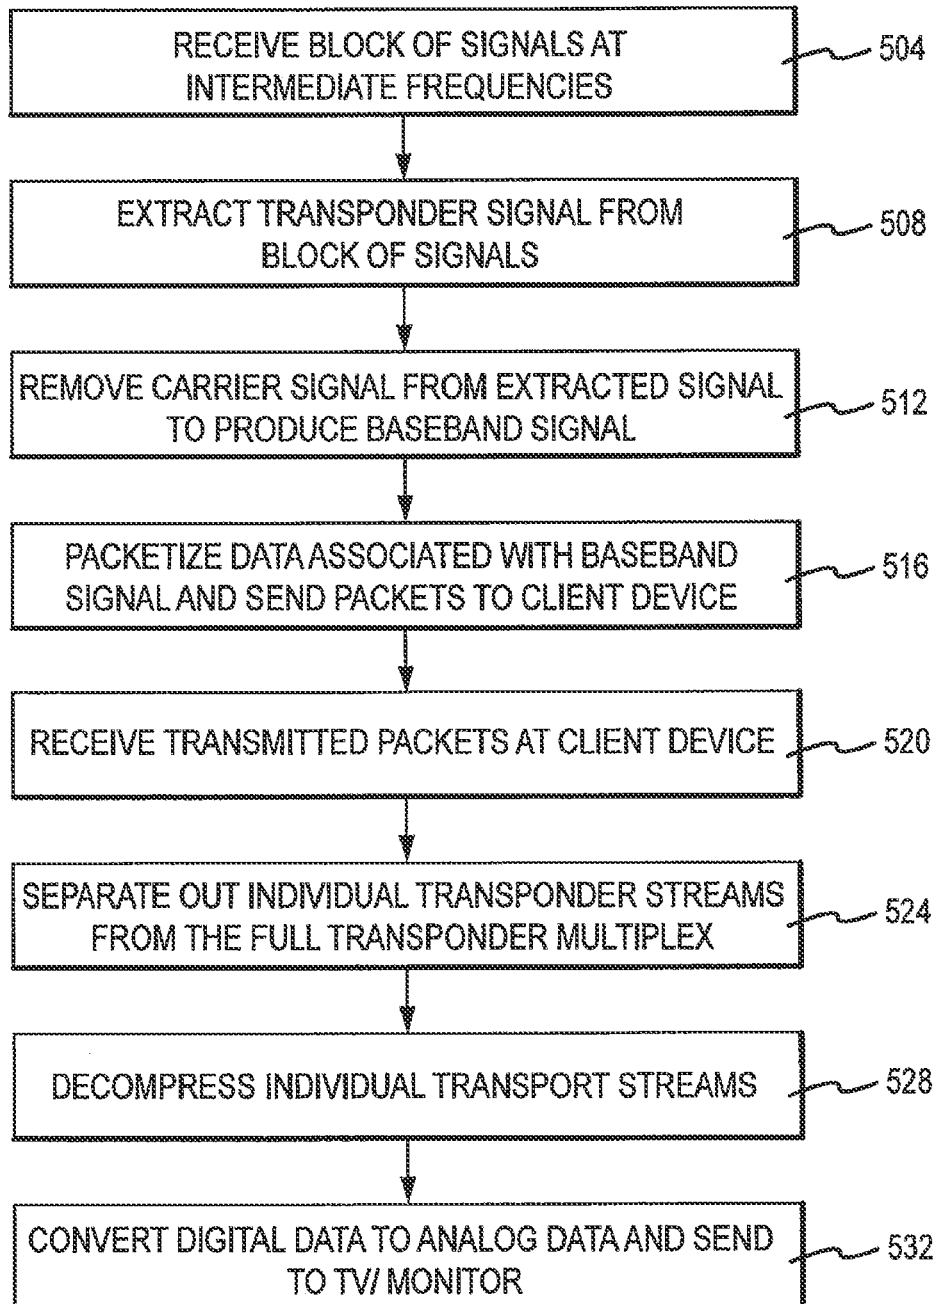 RECEIVE BLOCK OF SIGNALS AT
INTERMEDIATE FREQUENCIES
504
EXTRACT TRANSPONDER SIGNAL FROM
BLOCK OF SIGNALS
508
REMOVE CARRIER SIGNAL FROM EXTRACTED SIGNAL
TO PRODUCE BASEBAND SIGNAL
512
PACKETIZE DATA ASSOCIATED WITH BASEBAND
SIGNAL AND SEND PACKETS TO CLIENT DEVICE
516
RECEIVE TRANSMITTED PACKETS AT CLIENT DEVICE
520
SEPARATE OUT INDIVIDUAL TRANSPONDER STREAMS
FROM THE FULL TRANSPONDER MULTIPLEX
524
DECOMPRESS INDIVIDUAL TRANSPORT STREAMS
528
CONVERT DIGITAL DATA TO ANALOG DATA AND SEND
TO TV/ MONITOR
532